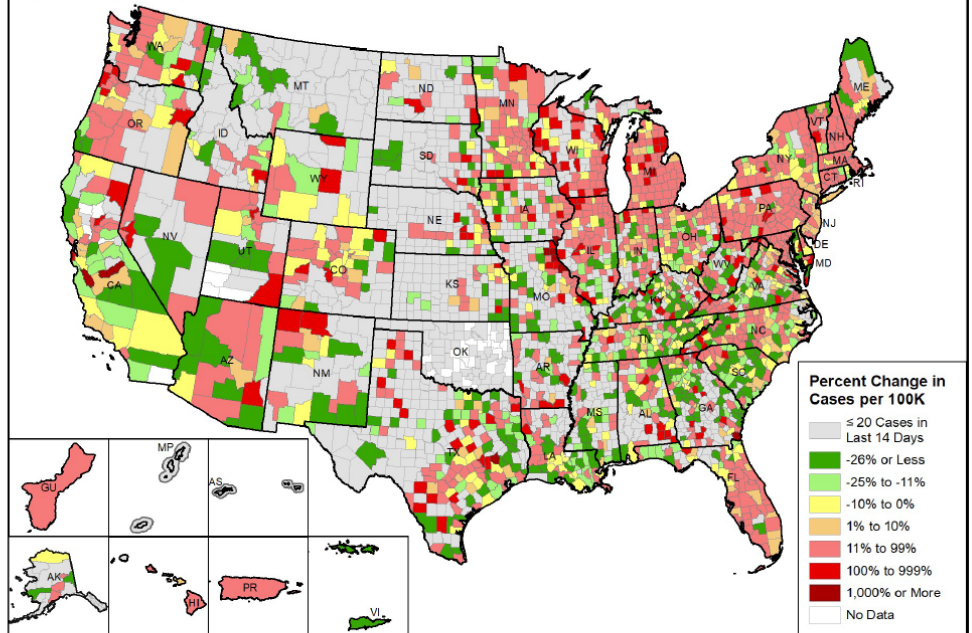 WA
MT
ND
MN
ME
OR
ID
SD
WI
VT
NH
NY
MA
WY
MI
CT
RI
IA
PA
NE
NJ
NV
UT
OH
DE
CO
IL
IN
WV
MD
CA
KS
MO
VA
KY
NC
TN
OK
AZ
NM
AR
SC
MS
AL
GA
TX
LA
FL
GU
MP
AS
AK
HI
PR
VI
Percent Change in
Cases per 100K
≤ 20 Cases in
Last 14 Days
-26% or Less
-25% to -11%
-10% to 0%
1% to 10%
11% to 99%
100% to 999%
1,000% or More
No Data